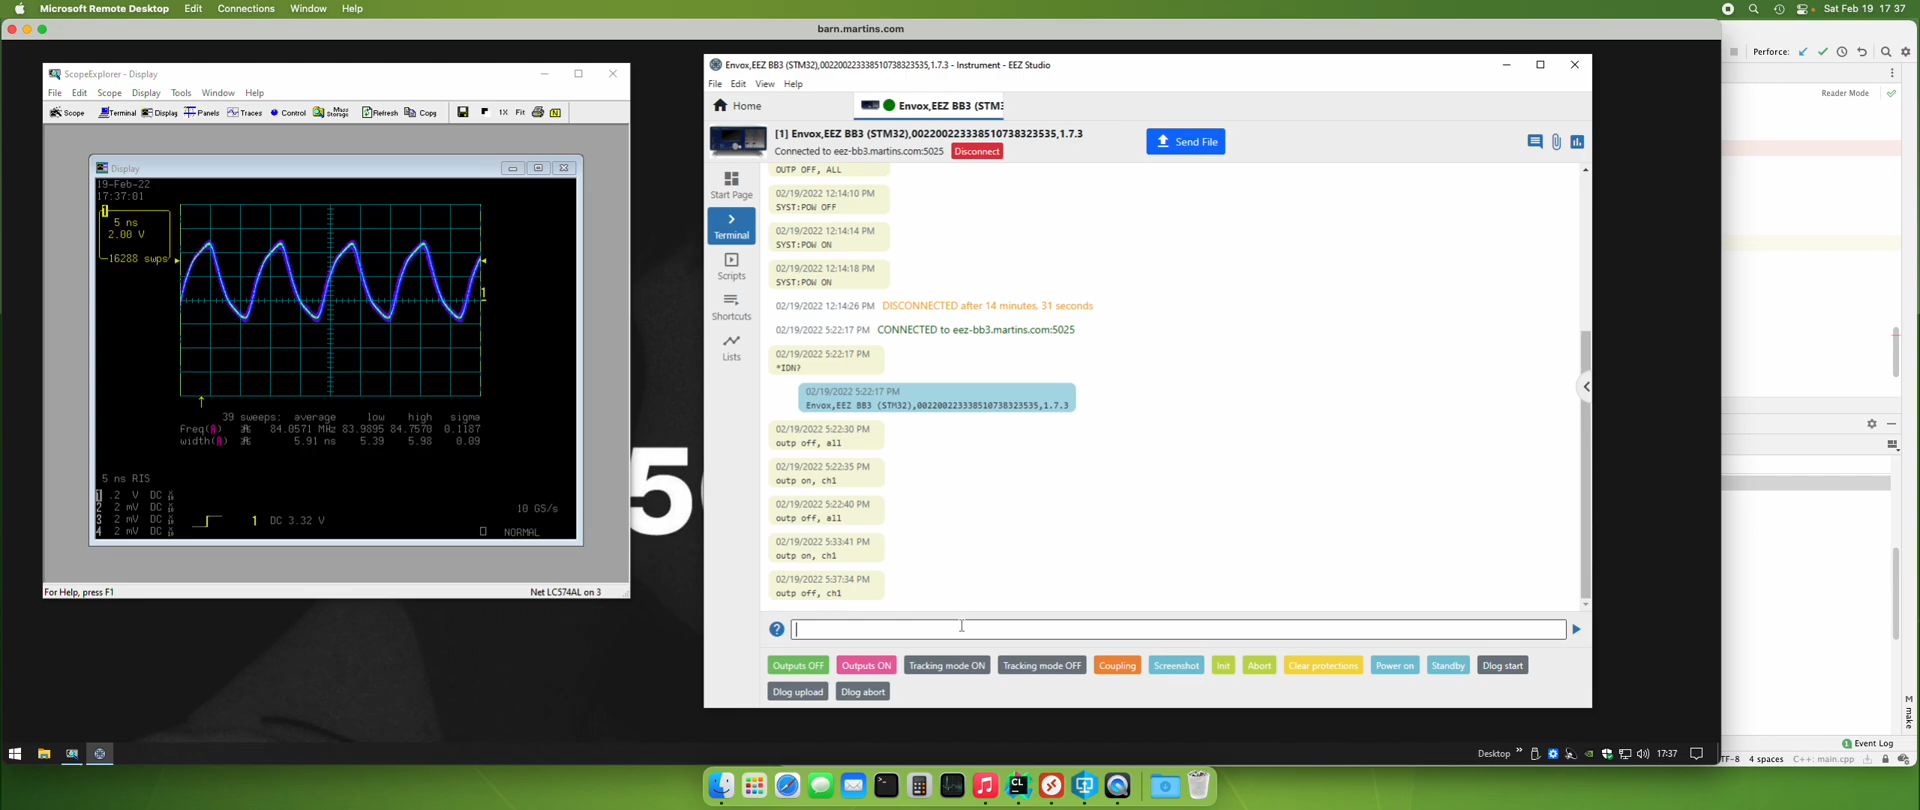 Microsoft Remote Desktop Edit Connections Window Help
Sat Feb 19 17 37
barn.martins.com
ScopeExplorer - Display
File Edit Scope Display Tools Window Help
Scope Terminal Display Panels Traces Control Mass Storage 1X Fit Refresh Copy
Display
19-Feb-22
17:37:01
1
5 ns
2.00 V
16288 swps
1
39 sweeps: average low high sigma
Freq(A) 84.0571 MHz 83.9895 84.7570 0.1187
width(A) 5.91 ns 5.39 5.98 0.09
5 ns RIS
1 .2 V DC
2 2 mV DC
3 2 mV DC
4 2 mV DC
10 GS/s
1 DC 3.32 V
NORMAL
For Help, press F1
Net LC574AL on 3
5
Envox,EEZ BB3 (STM32),002200223338510738323535,1.7.3 - Instrument - EEZ Studio
File Edit View Help
Home
Envox,EEZ BB3 (STM3
[1] Envox,EEZ BB3 (STM32),002200223338510738323535,1.7.3
Connected to eez-bb3.martins.com:5025 Disconnect
Send File
Start Page
Terminal
Scripts
Shortcuts
Lists
OUTP OFF, ALL
02/19/2022 12:14:10 PM
SYST:POW OFF
02/19/2022 12:14:14 PM
SYST:POW ON
02/19/2022 12:14:18 PM
SYST:POW ON
02/19/2022 12:14:26 PM DISCONNECTED after 14 minutes, 31 seconds
02/19/2022 5:22:17 PM CONNECTED to eez-bb3.martins.com:5025
02/19/2022 5:22:17 PM
*IDN?
02/19/2022 5:22:17 PM
Envox,EEZ BB3 (STM32),002200223338510738323535,1.7.3
02/19/2022 5:22:30 PM
outp off, all
02/19/2022 5:22:35 PM
outp on, ch1
02/19/2022 5:22:40 PM
outp off, all
02/19/2022 5:33:41 PM
outp on, ch1
02/19/2022 5:37:34 PM
outp off, ch1
Outputs OFF Outputs ON Tracking mode ON Tracking mode OFF Coupling Screenshot Init Abort Clear protections Power on Standby Dlog start
Dlog upload Dlog abort
Desktop
17:37
Perforce:
Reader Mode
make
Event Log
TF-8 4 spaces C++: main.cpp